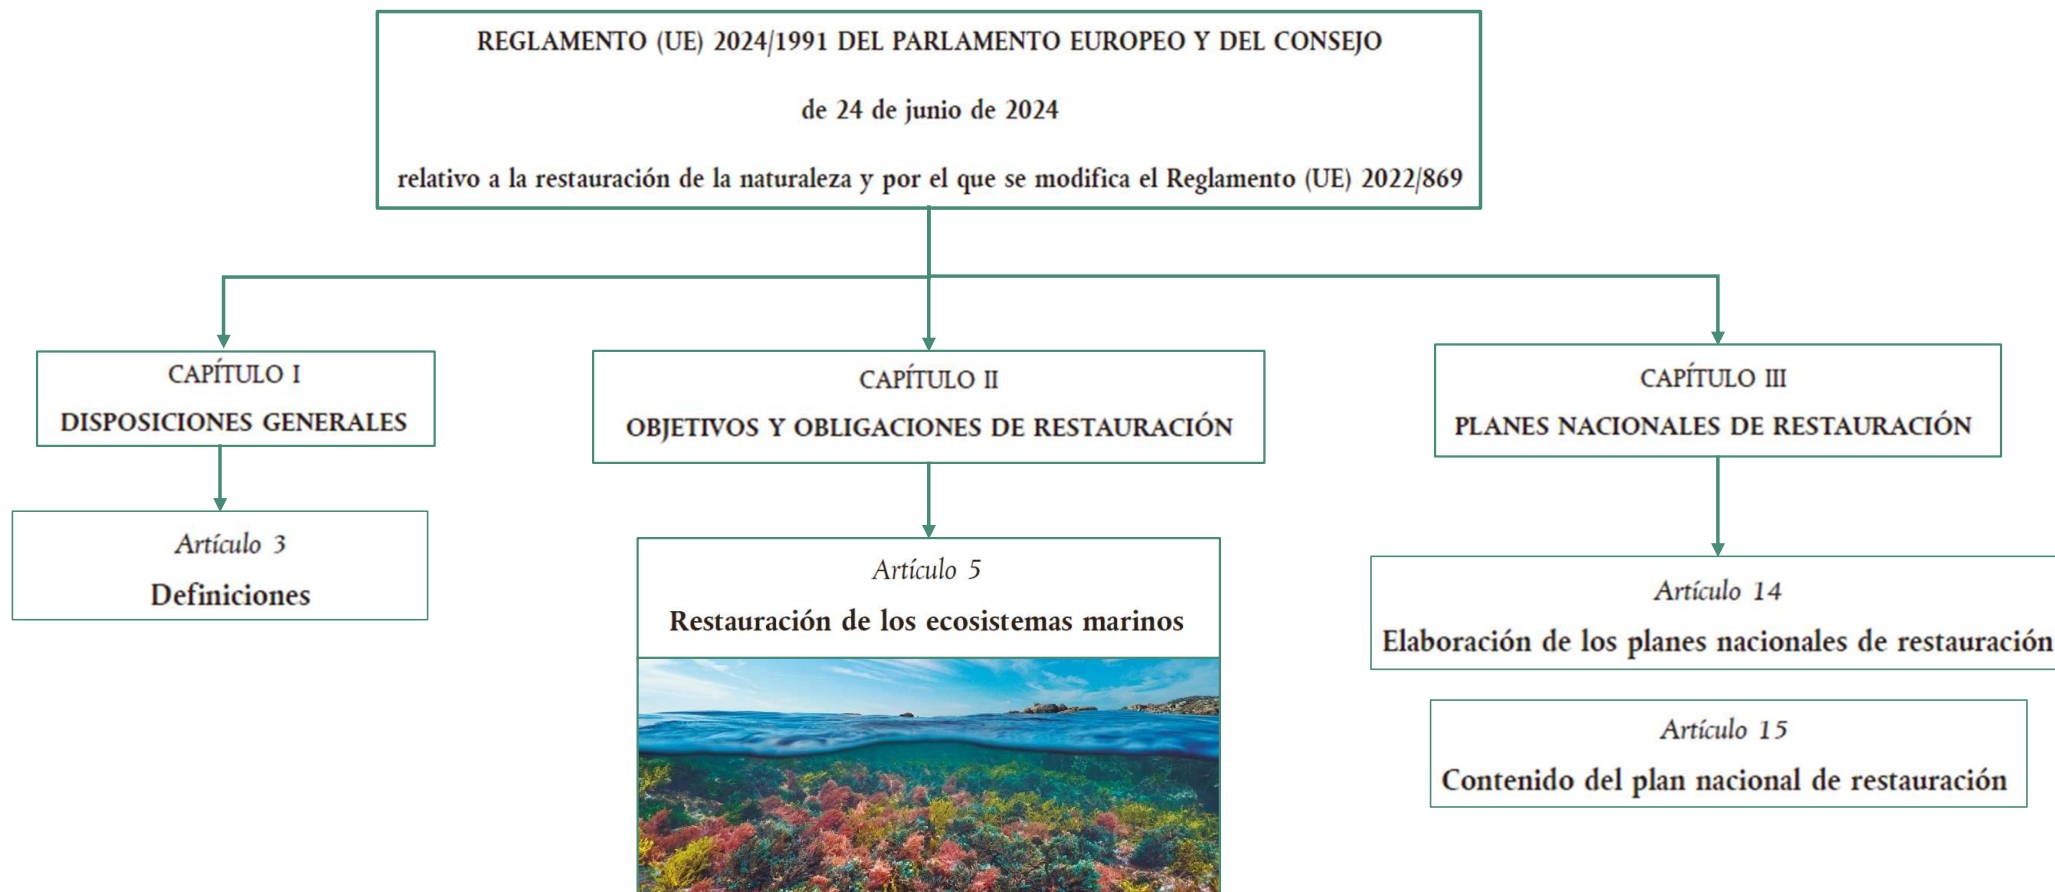 REGLAMENTO (UE) 2024/1991 DEL PARLAMENTO EUROPEO Y DEL CONSEJO
de 24 de junio de 2024
relativo a la restauración de la naturaleza y por el que se modifica el Reglamento (UE) 2022/869
CAPÍTULO I
DISPOSICIONES GENERALES
Artículo 3
Definiciones
CAPÍTULO II
OBJETIVOS Y OBLIGACIONES DE RESTAURACIÓN
Artículo 5
Restauración de los ecosistemas marinos
CAPÍTULO III
PLANES NACIONALES DE RESTAURACIÓN
Artículo 14
Elaboración de los planes nacionales de restauración
Artículo 15
Contenido del plan nacional de restauración